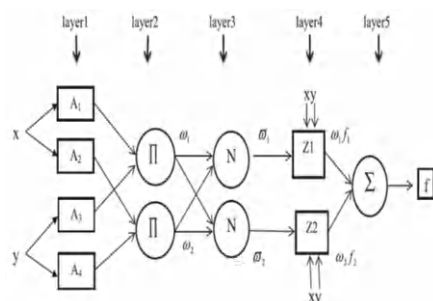 layer1 layer2 layer3 layer4 layer5
xy
A₁ ω₁ ϖ₁ ω₁f₁
x Π N Z1
A₂
Σ f
A₃
y Π N Z2
A₄ ω₂ ϖ₂ ω₂f₂
xy